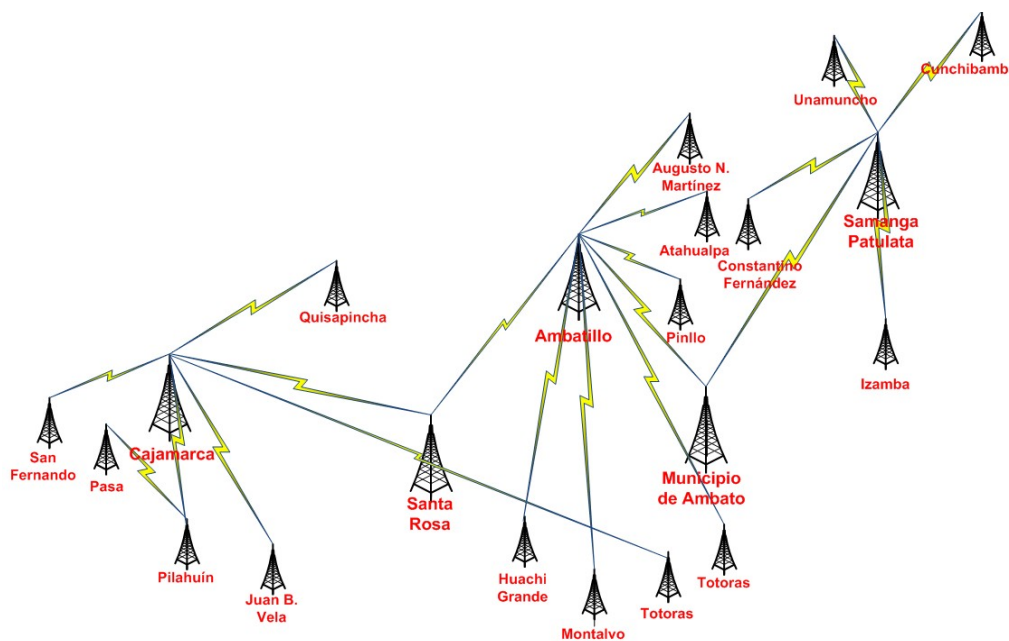 Cunchibamb
Unamuncho
Augusto N.
Martínez
Samanga
Patulata
Atahualpa
Constantino
Fernández
Quisapincha
Ambatillo
Pinllo
Izamba
San
Fernando
Cajamarca
Pasa
Santa
Rosa
Municipio
de Ambato
Pilahuín
Juan B.
Vela
Huachi
Grande
Montalvo
Totoras
Totoras